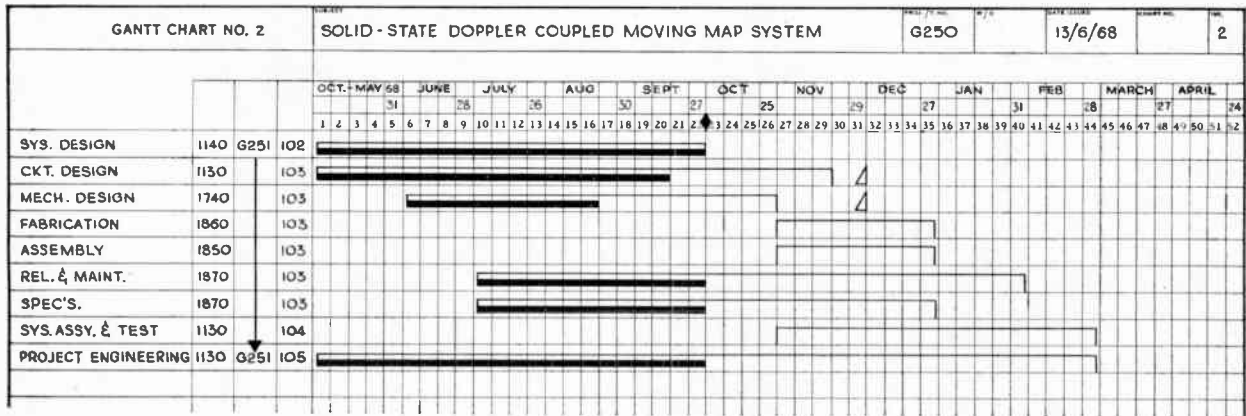 SUBJECT
GANTT CHART NO. 2 SOLID-STATE DOPPLER COUPLED MOVING MAP SYSTEM G250 13/6/68 2
OCT.-MAY 68 JUNE JULY AUG SEPT OCT NOV DEC JAN FEB MARCH APRIL
31 28 26 30 27 25 29 27 31 28 27 24
1 2 3 4 5 6 7 8 9 10 11 12 13 14 15 16 17 18 19 20 21 2 3 24 25 26 27 28 29 30 31 32 33 34 35 36 37 38 39 40 41 42 43 44 45 46 47 48 49 50 51 52
SYS. DESIGN 1140 G251 102
CKT. DESIGN 1130 103
MECH. DESIGN 1740 103
FABRICATION 1860 103
ASSEMBLY 1850 103
REL. & MAINT. 1870 103
SPEC'S. 1870 103
SYS. ASSY. & TEST 1130 104
PROJECT ENGINEERING 1130 G251 105